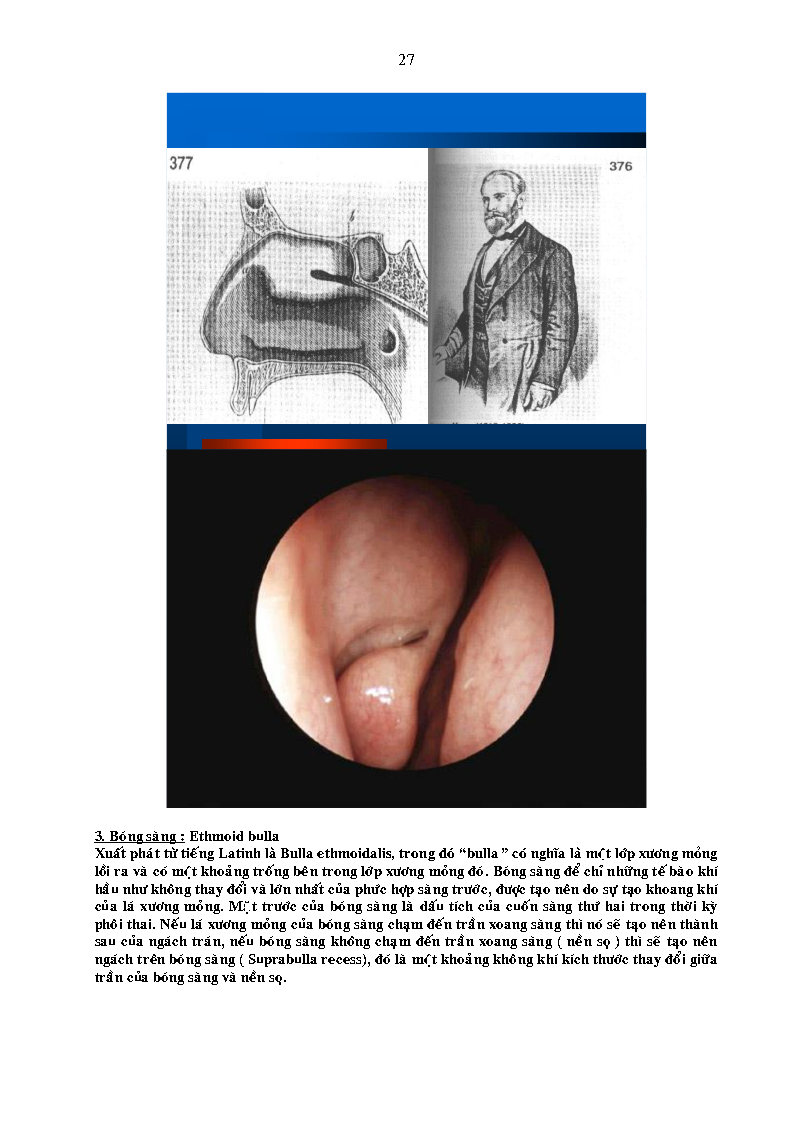 27
377
376
b
3. Bóng sàng : Ethmoid bulla
Xuất phát từ tiếng Latinh là Bulla ethmoidalis, trong đó “bulla ” có nghĩa là một lớp xương mỏng
lồi ra và có một khoảng trống bên trong lớp xương mỏng đó. Bóng sàng để chỉ những tế bào khí
hầu như không thay đổi và lớn nhất của phức hợp sàng trước, được tạo nên do sự tạo khoang khí
của lá xương mỏng. Mặt trước của bóng sàng là dấu tích của cuốn sàng thứ hai trong thời kỳ
phôi thai. Nếu lá xương mỏng của bóng sàng chạm đến trần xoang sàng thì nó sẽ tạo nên thành
sau của ngách trán, nếu bóng sàng không chạm đến trần xoang sàng ( nền sọ ) thì sẽ tạo nên
ngách trên bóng sàng ( Suprabulla recess), đó là một khoảng không khí kích thước thay đổi giữa
trần của bóng sàng và nền sọ.